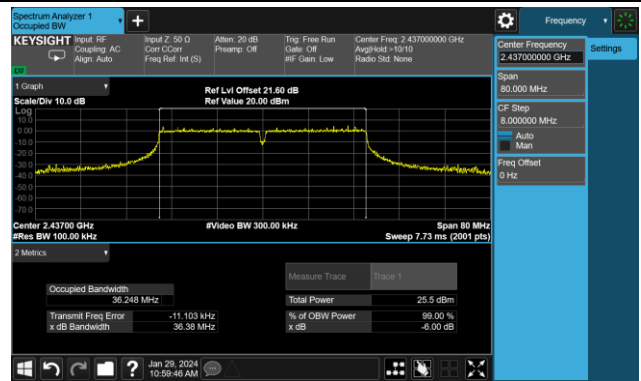 Spectrum Analyzer 1
Occupied BW
Frequency
KEYSIGHT
Input: RF
Coupling: AC
Align: Auto
Input Z: 50 Ω
Corr CCorr
Freq Ref: Int (S)
Atten: 20 dB
Preamp: Off
Trig: Free Run
Gate: Off
#IF Gain: Low
Center Freq: 2.437000000 GHz
Avg|Hold:>10/10
Radio Std: None
1 Graph
Scale/Div 10.0 dB
Ref Lvl Offset 21.60 dB
Ref Value 20.00 dBm
Log
10.0
0.00
-10.0
-20.0
-30.0
-40.0
-50.0
-60.0
-70.0
Center 2.43700 GHz
#Res BW 100.00 kHz
#Video BW 300.00 kHz
Span 80 MHz
Sweep 7.73 ms (2001 pts)
2 Metrics
Measure Trace
Trace 1
Occupied Bandwidth
36.248 MHz
Total Power
25.5 dBm
Transmit Freq Error
-11.103 kHz
% of OBW Power
99.00 %
x dB Bandwidth
36.38 MHz
x dB
-6.00 dB
Center Frequency
2.437000000 GHz
Settings
Span
80.000 MHz
CF Step
8.000000 MHz
Auto
Man
Freq Offset
0 Hz
Jan 29, 2024
10:59:46 AM